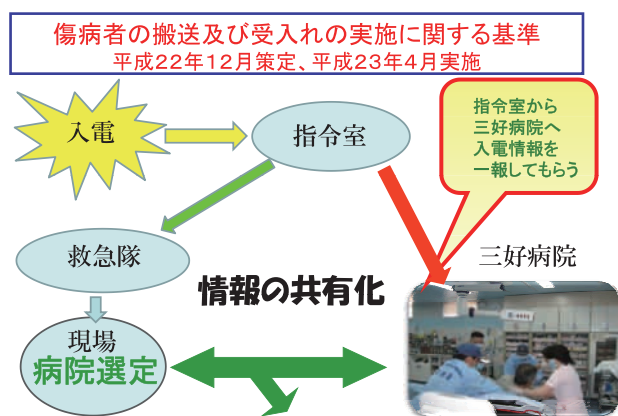 傷病者の搬送及び受入れの実施に関する基準
平成22年12月策定、平成23年4月実施
入電
指令室
指令室から
三好病院へ
入電情報を
一報してもらう
救急隊
三好病院
情報の共有化
現場
病院選定